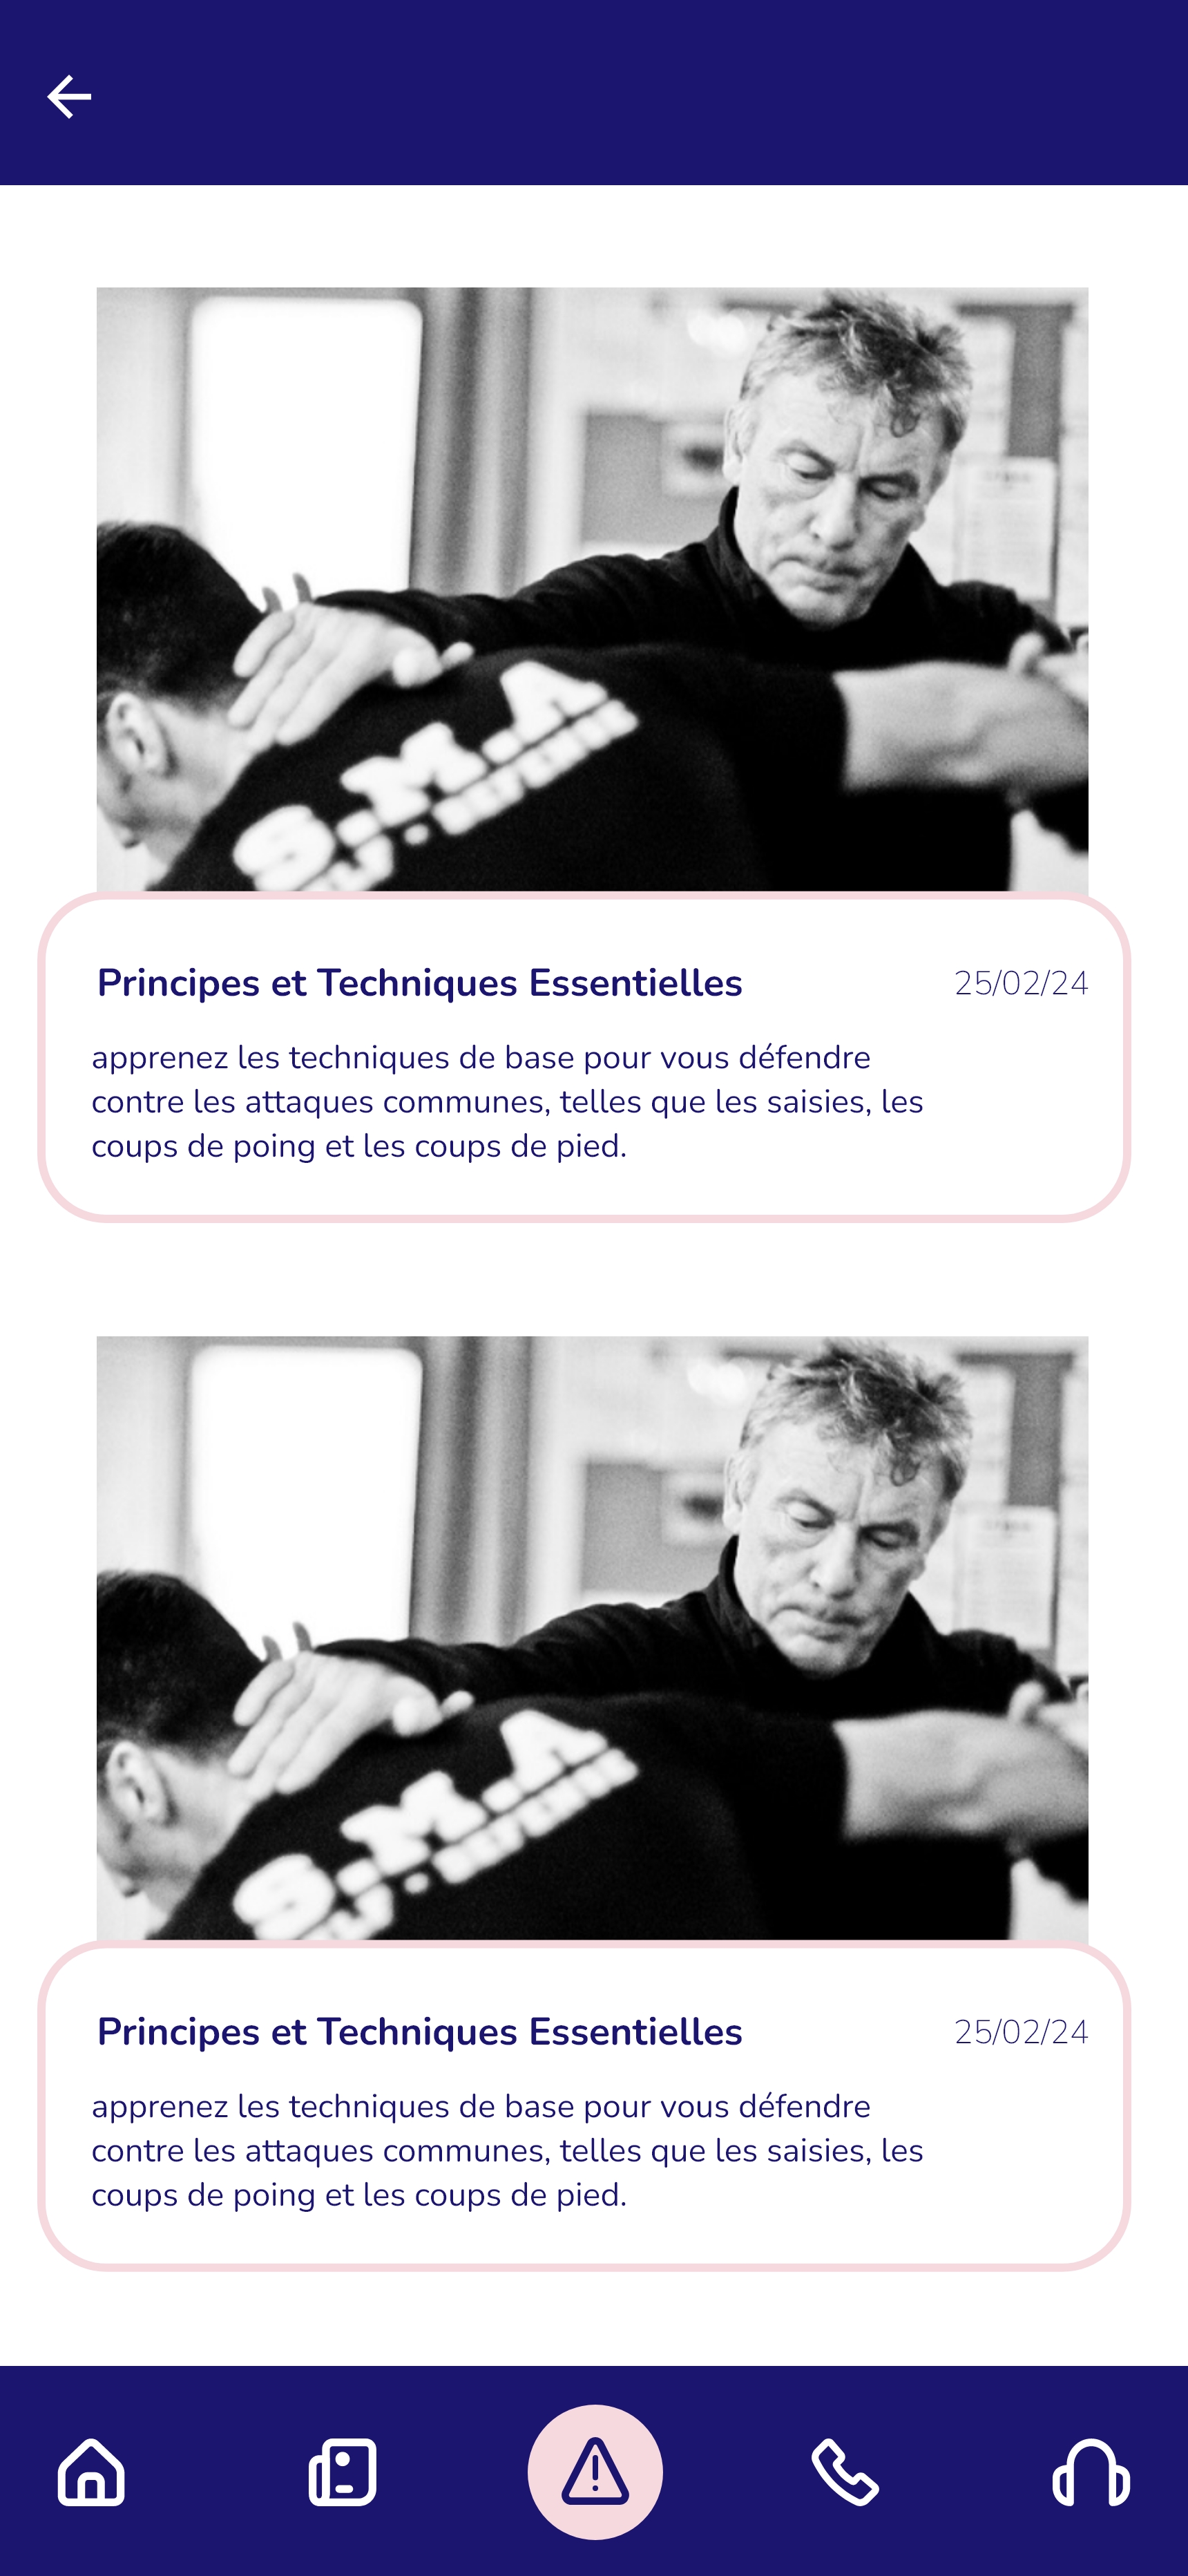 Principes et Techniques Essentielles 25/02/24
apprenez les techniques de base pour vous défendre
contre les attaques communes, telles que les saisies, les
coups de poing et les coups de pied.
Principes et Techniques Essentielles 25/02/24
apprenez les techniques de base pour vous défendre
contre les attaques communes, telles que les saisies, les
coups de poing et les coups de pied.